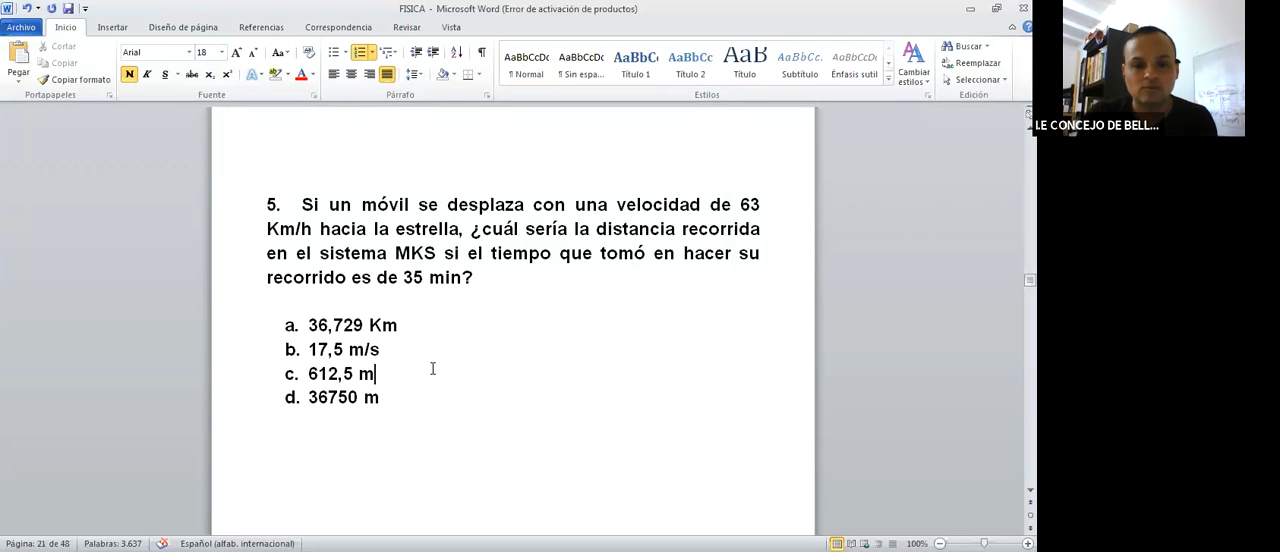 FISICA - Microsoft Word (Error de activación de productos)
Archivo Inicio Insertar Diseño de página Referencias Correspondencia Revisar Vista
Pegar
Cortar
Copiar
Copiar formato
Portapapeles
Arial 18
Fuente
Párrafo
AaBbCcDc AaBbCcDc AaBbC AaBbCc AaB AaBbCc. AaBbCcDc
¶ Normal ¶ Sin espa... Título 1 Título 2 Título Subtítulo Énfasis sutil
Estilos
Cambiar
estilos
Buscar
Reemplazar
Seleccionar
Edición
.E CONCEJO DE BELL...
5. Si un móvil se desplaza con una velocidad de 63
Km/h hacia la estrella, ¿cuál sería la distancia recorrida
en el sistema MKS si el tiempo que tomó en hacer su
recorrido es de 35 min?
a. 36,729 Km
b. 17,5 m/s
c. 612,5 m
d. 36750 m
Página: 21 de 48 Palabras: 3.637 Español (alfab. internacional) 100%